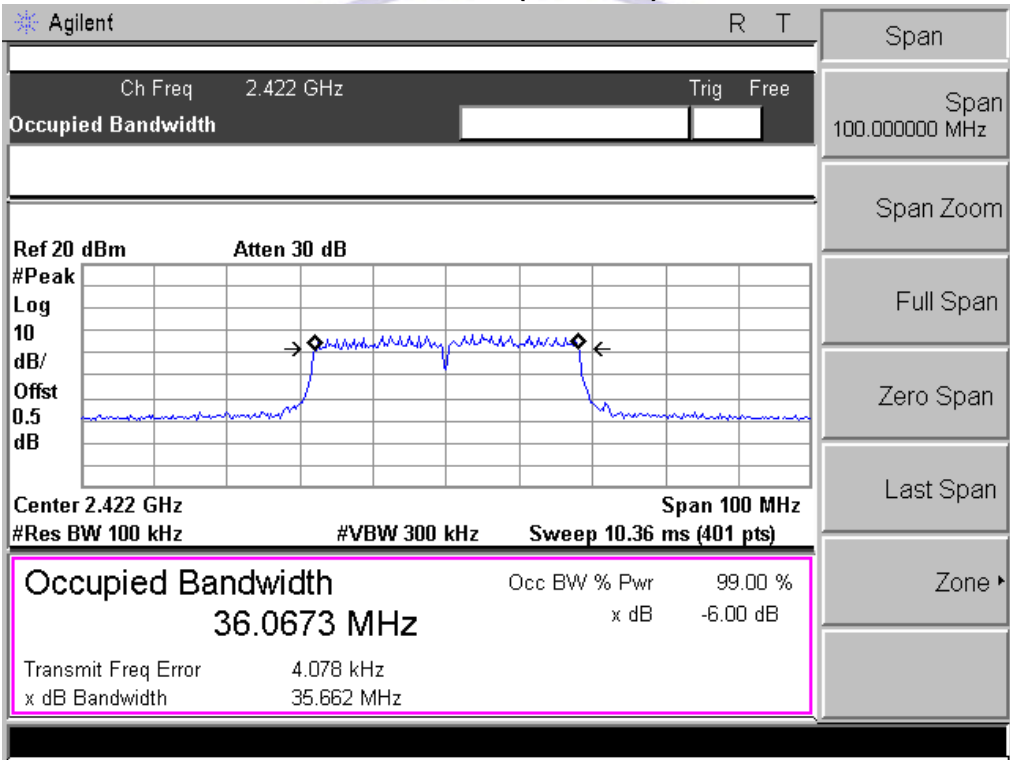 Agilent R T
Ch Freq 2.422 GHz Trig Free
Occupied Bandwidth
Ref 20 dBm Atten 30 dB
#Peak
Log
10
dB/
Offst
0.5
dB
Center 2.422 GHz Span 100 MHz
#Res BW 100 kHz #VBW 300 kHz Sweep 10.36 ms (401 pts)
Occupied Bandwidth Occ BW % Pwr 99.00 %
36.0673 MHz x dB -6.00 dB
Transmit Freq Error 4.078 kHz
x dB Bandwidth 35.662 MHz
Span
Span
100.000000 MHz
Span Zoom
Full Span
Zero Span
Last Span
Zone